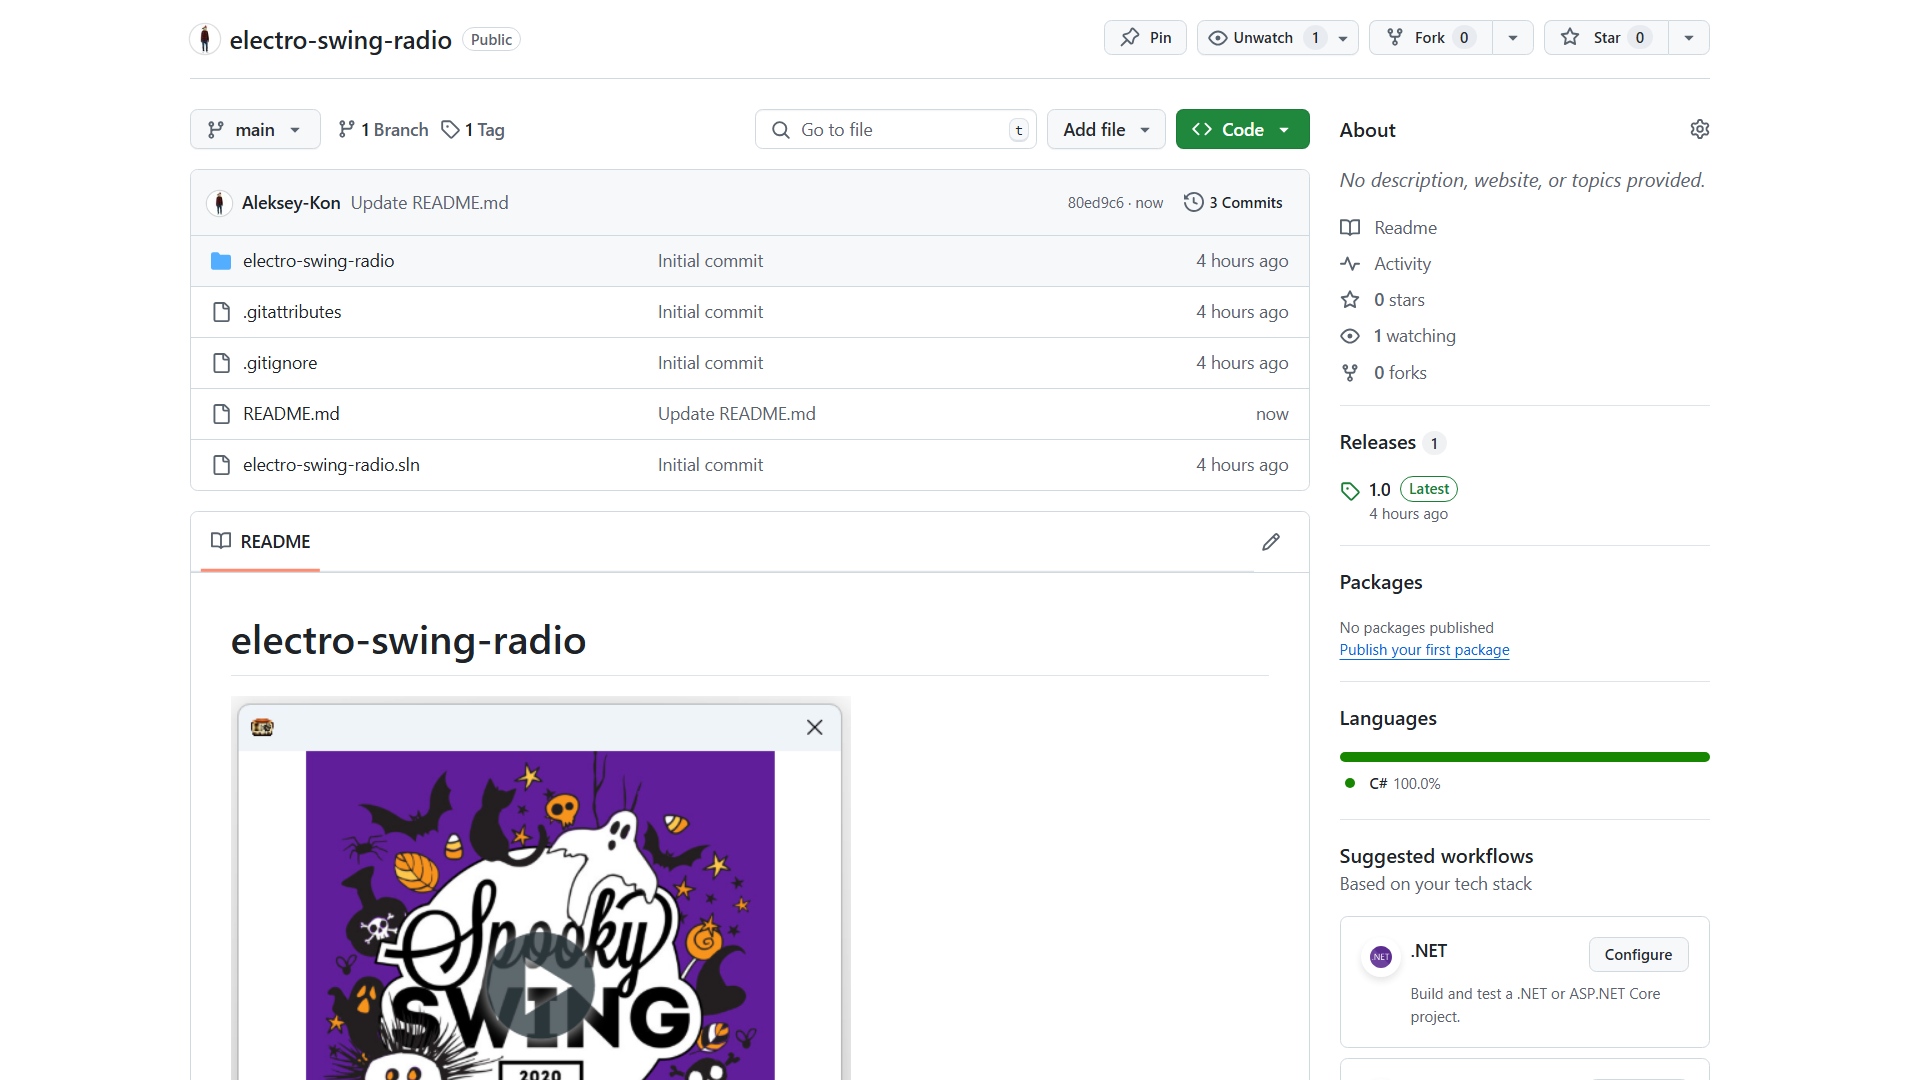 electro-swing-radio Public
Pin
Unwatch 1
Fork 0
Star 0
main
1 Branch
1 Tag
Go to file t
Add file
Code
Aleksey-Kon Update README.md 80ed9c6 · now 3 Commits
electro-swing-radio Initial commit 4 hours ago
.gitattributes Initial commit 4 hours ago
.gitignore Initial commit 4 hours ago
README.md Update README.md now
electro-swing-radio.sln Initial commit 4 hours ago
README
electro-swing-radio
Spooky
SWING
2020
About
No description, website, or topics provided.
Readme
Activity
0 stars
1 watching
0 forks
Releases 1
1.0 Latest
4 hours ago
Packages
No packages published
Publish your first package
Languages
C# 100.0%
Suggested workflows
Based on your tech stack
.NET
.NET
Configure
Build and test a .NET or ASP.NET Core
project.